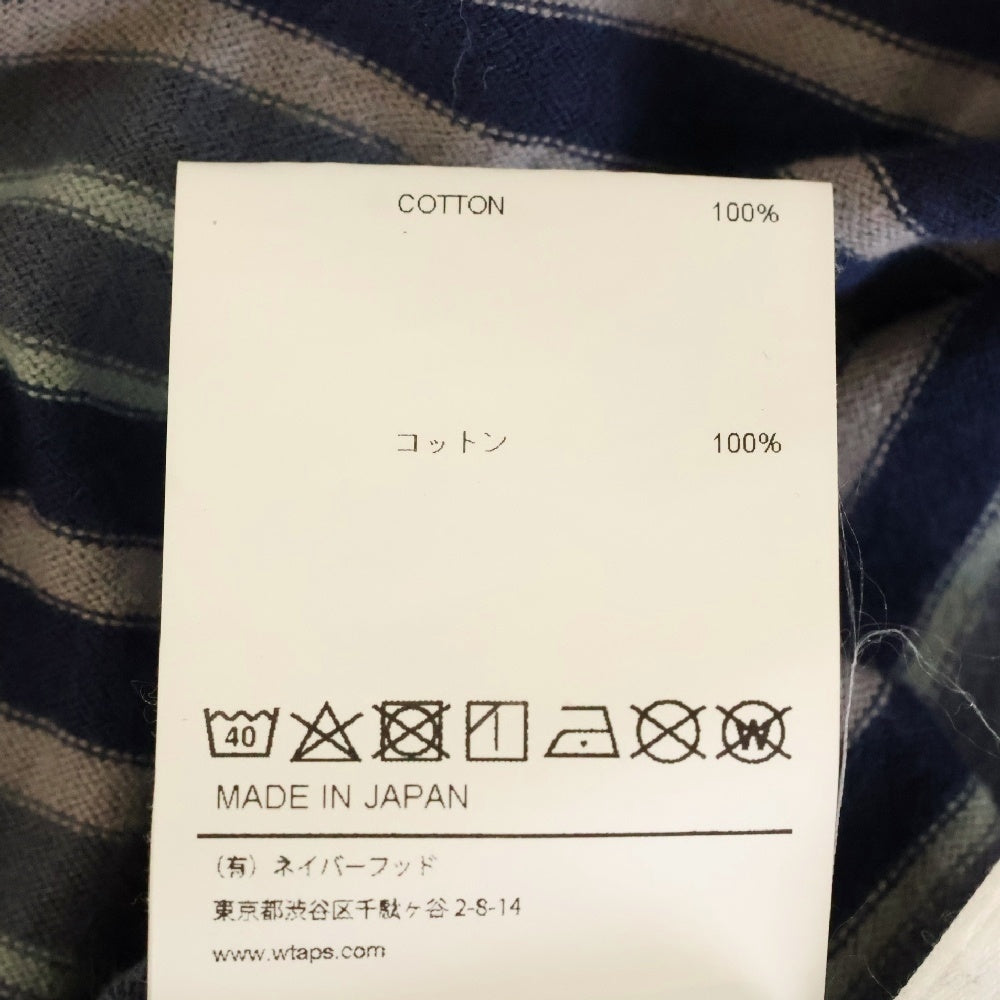 COTTON 100%
コットン 100%
40
W
MADE IN JAPAN
（有）ネイバーフッド
東京都渋谷区千駄ヶ谷 2-8-14
www.wtaps.com